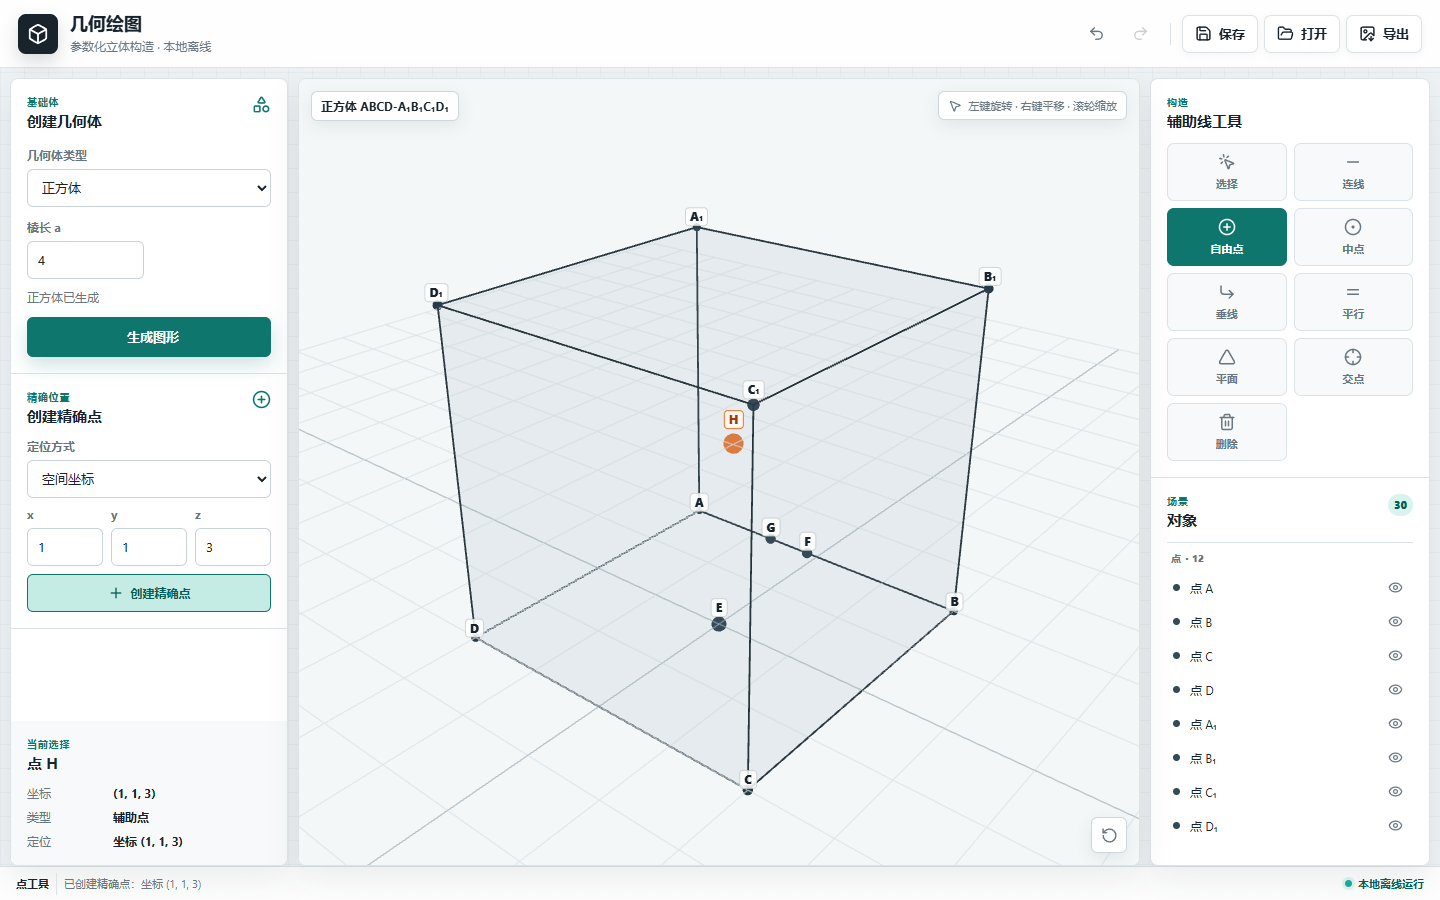 几何绘图
参数化立体构造 · 本地离线
保存
打开
导出
基础体
创建几何体
几何体类型
正方体
棱长 a
4
正方体已生成
生成图形
精确位置
创建精确点
定位方式
空间坐标
x y z
1 1 3
创建精确点
当前选择
点 H
坐标 (1, 1, 3)
类型 辅助点
定位 坐标 (1, 1, 3)
正方体 ABCD-A₁B₁C₁D₁
左键旋转 · 右键平移 · 滚轮缩放
A₁
B₁
D₁
C₁
H
A
G
F
B
E
D
C
构造
辅助线工具
选择 连线
自由点 中点
垂线 平行
平面 交点
删除
场景
对象
30
点 · 12
点 A
点 B
点 C
点 D
点 A₁
点 B₁
点 C₁
点 D₁
点工具 已创建精确点：坐标 (1, 1, 3)
本地离线运行